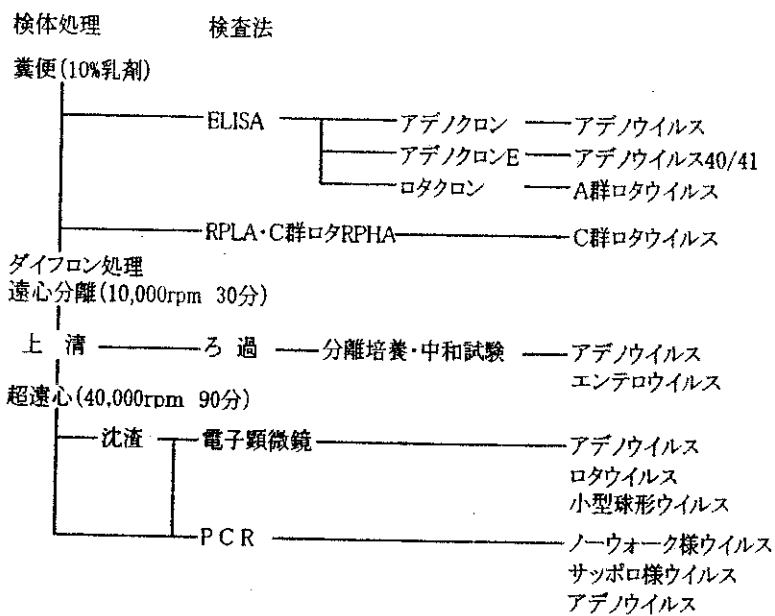 検体処理 検査法
糞便(10%乳剤)
ELISA アデノクロン アデノウイルス
アデノクロンE アデノウイルス40/41
ロタクロン A群ロタウイルス
RPLA・C群ロタRPHA C群ロタウイルス
ダイフロン処理
遠心分離(10,000rpm 30分)
上清 ろ過 分離培養・中和試験 アデノウイルス
エンテロウイルス
超遠心(40,000rpm 90分)
沈渣 電子顕微鏡 アデノウイルス
ロタウイルス
小型球形ウイルス
PCR ノーウォーク様ウイルス
サッポロ様ウイルス
アデノウイルス